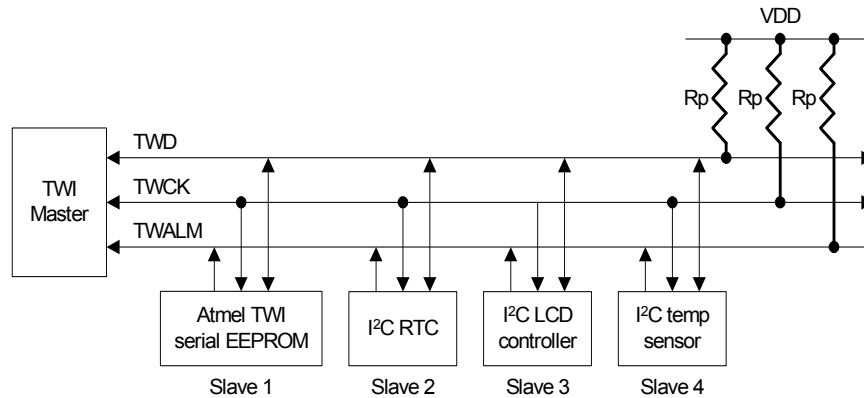 VDD
Rp Rp Rp
TWI
Master
TWD
TWCK
TWALM
Atmel TWI
serial EEPROM
I²C RTC
I²C LCD
controller
I²C temp
sensor
Slave 1 Slave 2 Slave 3 Slave 4